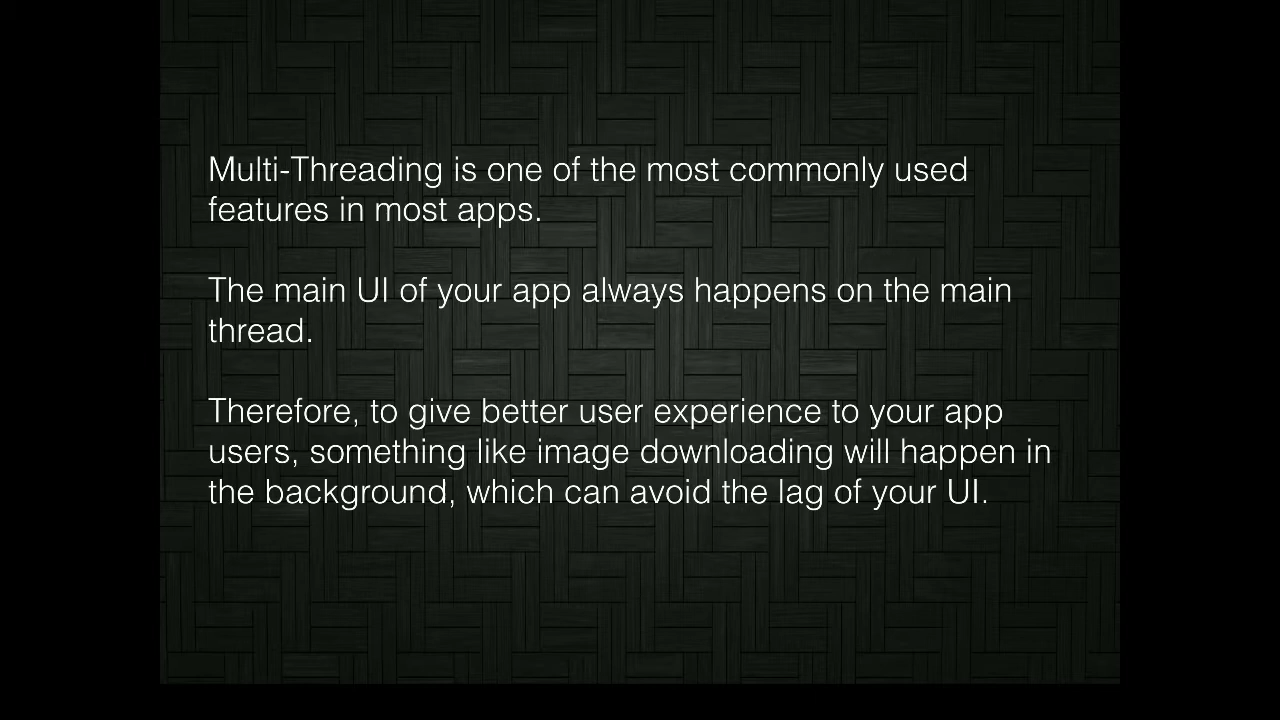 Multi-Threading is one of the most commonly used
features in most apps.
The main UI of your app always happens on the main
thread.
Therefore, to give better user experience to your app
users, something like image downloading will happen in
the background, which can avoid the lag of your UI.